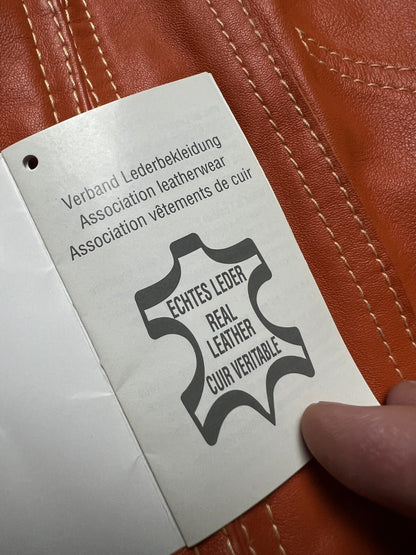 Verband Lederbekleidung
Association leatherwear
Association vêtements de cuir
ECHTES LEDER
REAL
LEATHER
CUIR VERITABLE